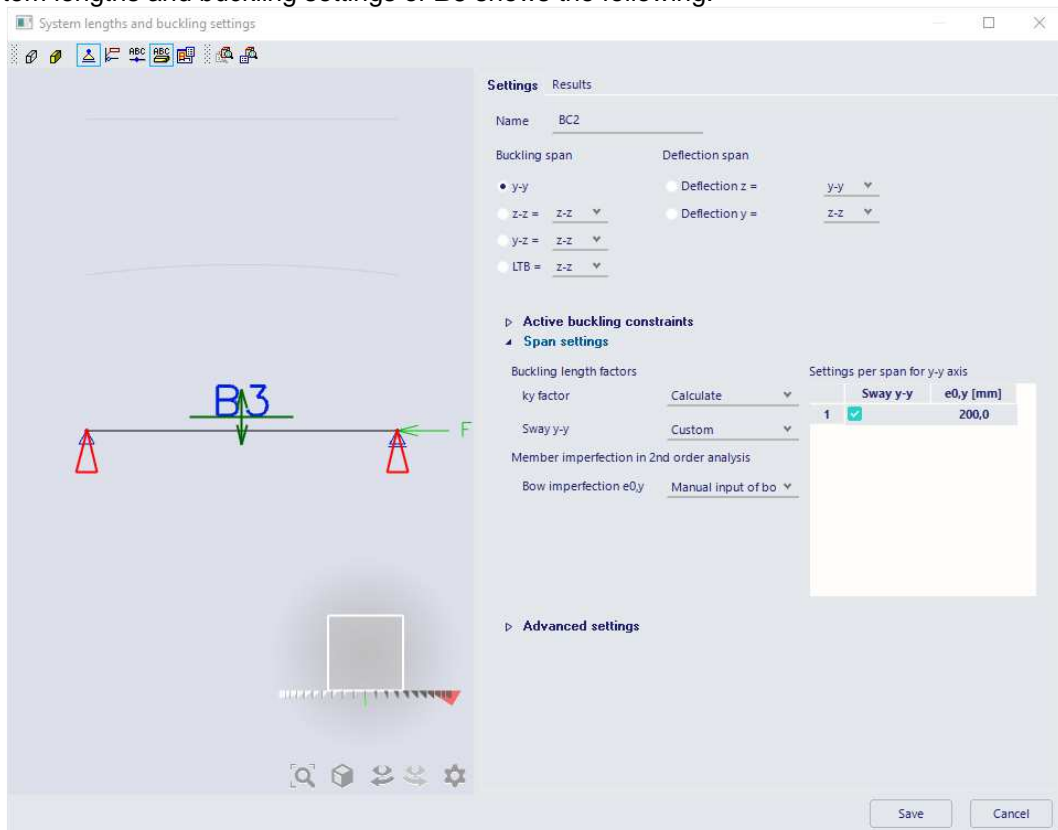 System lengths and buckling settings
ABC ABC
Settings Results
Name BC2
Buckling span Deflection span
y-y Deflection z = y-y
z-z = z-z Deflection y = z-z
y-z = z-z
LTB = z-z
Active buckling constraints
Span settings
Buckling length factors Settings per span for y-y axis
ky factor Calculate Sway y-y e0,y [mm]
1 200,0
Sway y-y Custom
Member imperfection in 2nd order analysis
Bow imperfection e0,y Manual input of bo
B3
F
Advanced settings
Save Cancel